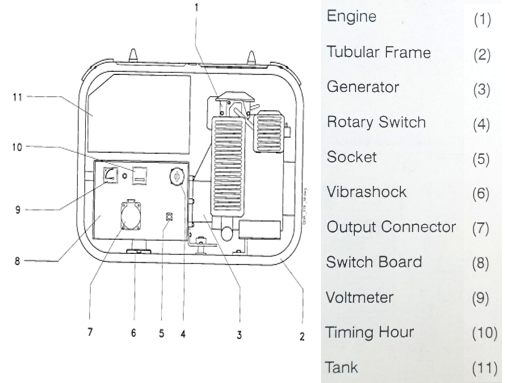 1
11
10
9
8
7
6
5
4
3
2
Engine (1)
Tubular Frame (2)
Generator (3)
Rotary Switch (4)
Socket (5)
Vibrashock (6)
Output Connector (7)
Switch Board (8)
Voltmeter (9)
Timing Hour (10)
Tank (11)